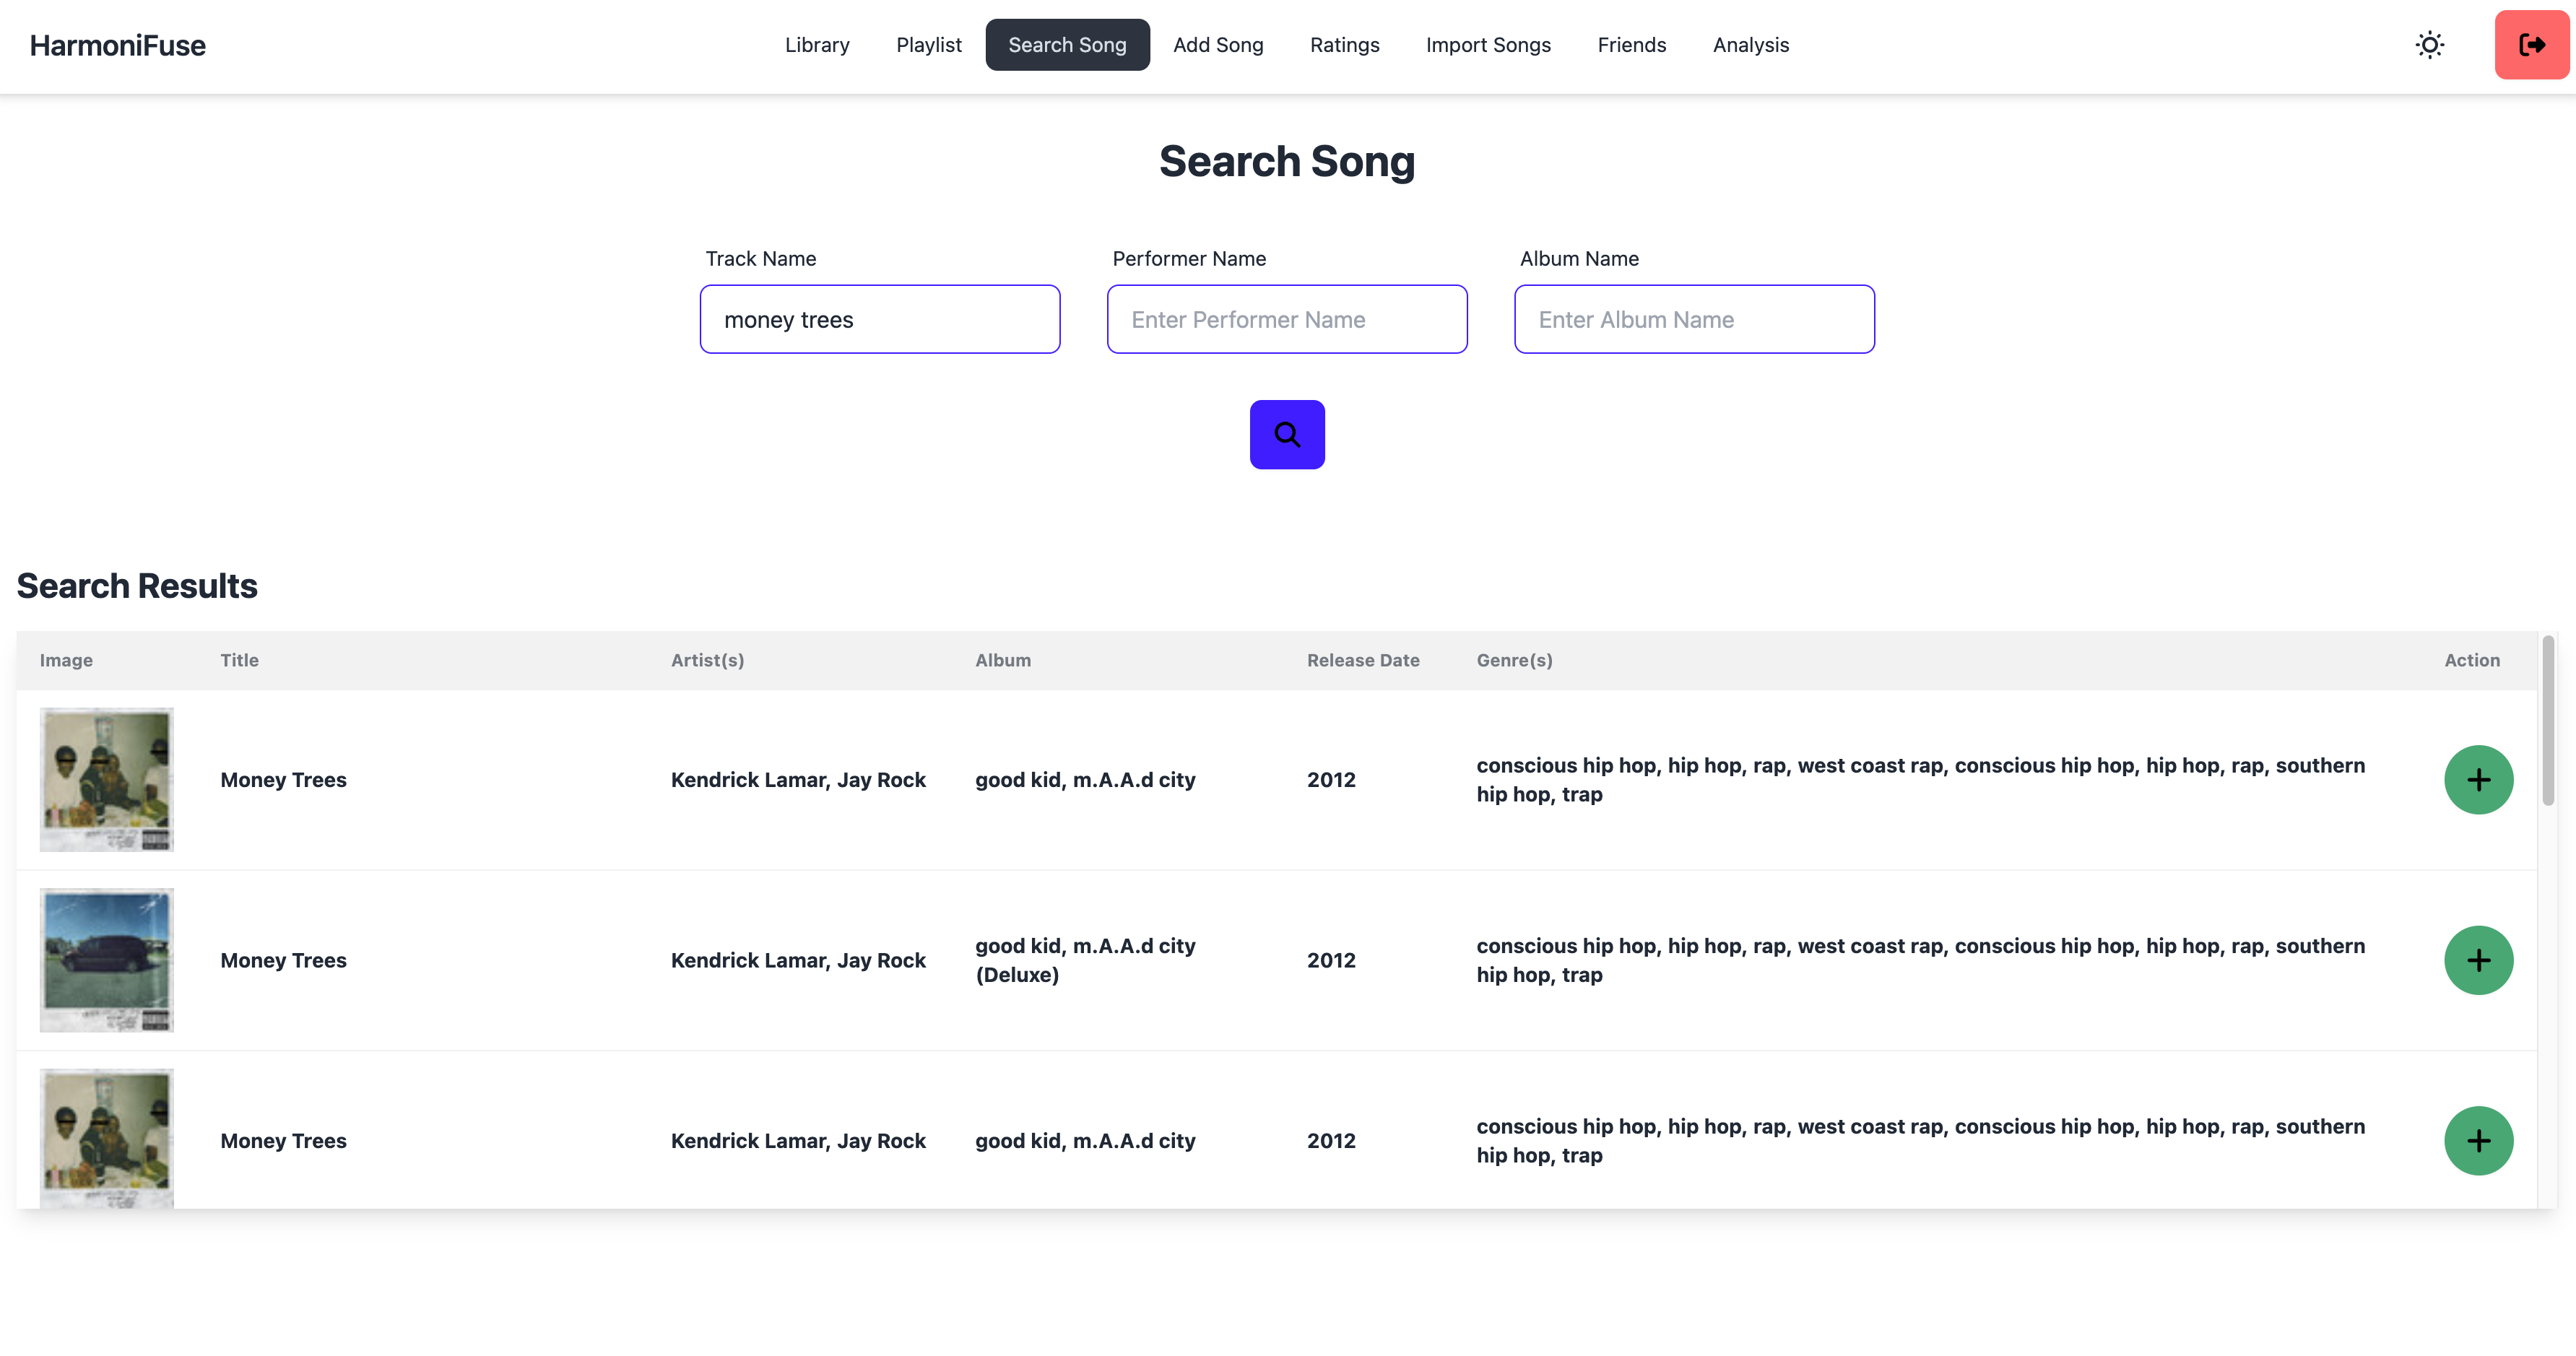 HarmoniFuse
Library
Playlist
Search Song
Add Song
Ratings
Import Songs
Friends
Analysis
Search Song
Track Name
Performer Name
Album Name
money trees
Enter Performer Name
Enter Album Name
Search Results
Image
Title
Artist(s)
Album
Release Date
Genre(s)
Action
Money Trees
Kendrick Lamar, Jay Rock
good kid, m.A.A.d city
2012
conscious hip hop, hip hop, rap, west coast rap, conscious hip hop, hip hop, rap, southern
hip hop, trap
Money Trees
Kendrick Lamar, Jay Rock
good kid, m.A.A.d city
(Deluxe)
2012
conscious hip hop, hip hop, rap, west coast rap, conscious hip hop, hip hop, rap, southern
hip hop, trap
Money Trees
Kendrick Lamar, Jay Rock
good kid, m.A.A.d city
2012
conscious hip hop, hip hop, rap, west coast rap, conscious hip hop, hip hop, rap, southern
hip hop, trap